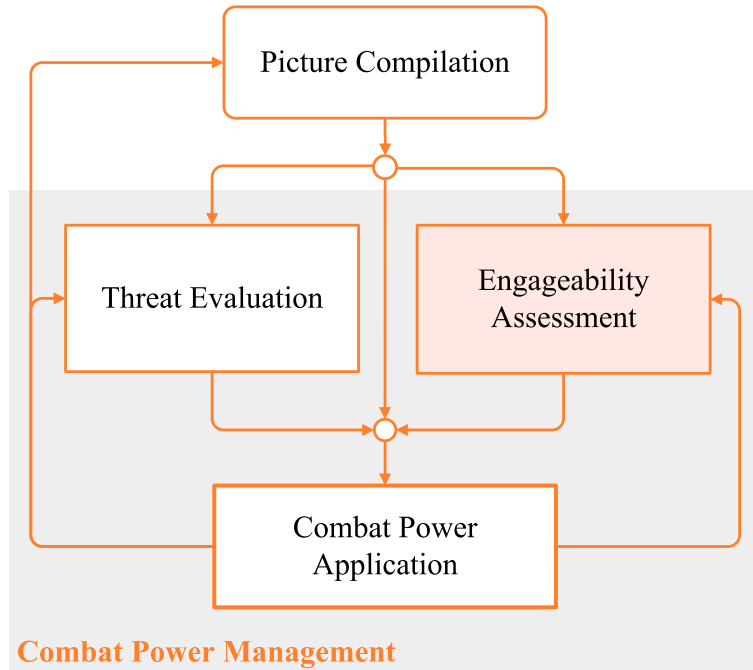 Picture Compilation
Threat Evaluation
Engageability
Assessment
Combat Power
Application
Combat Power Management